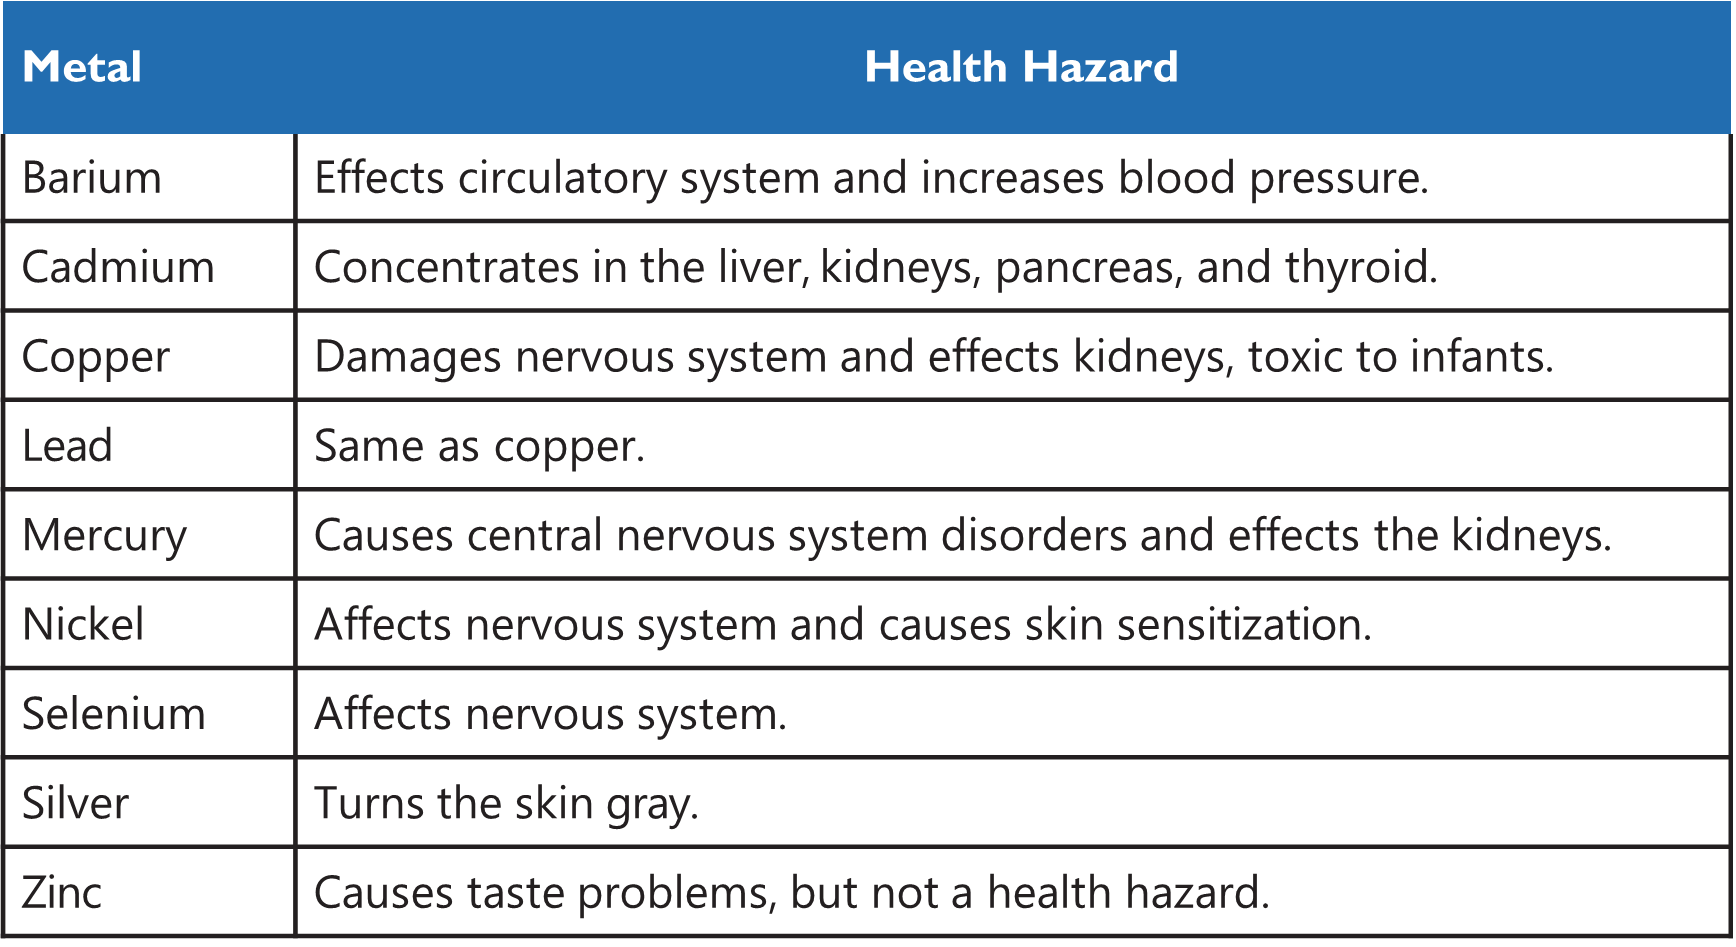 Metal Health Hazard
Barium Effects circulatory system and increases blood pressure.
Cadmium Concentrates in the liver, kidneys, pancreas, and thyroid.
Copper Damages nervous system and effects kidneys, toxic to infants.
Lead Same as copper.
Mercury Causes central nervous system disorders and effects the kidneys.
Nickel Affects nervous system and causes skin sensitization.
Selenium Affects nervous system.
Silver Turns the skin gray.
Zinc Causes taste problems, but not a health hazard.